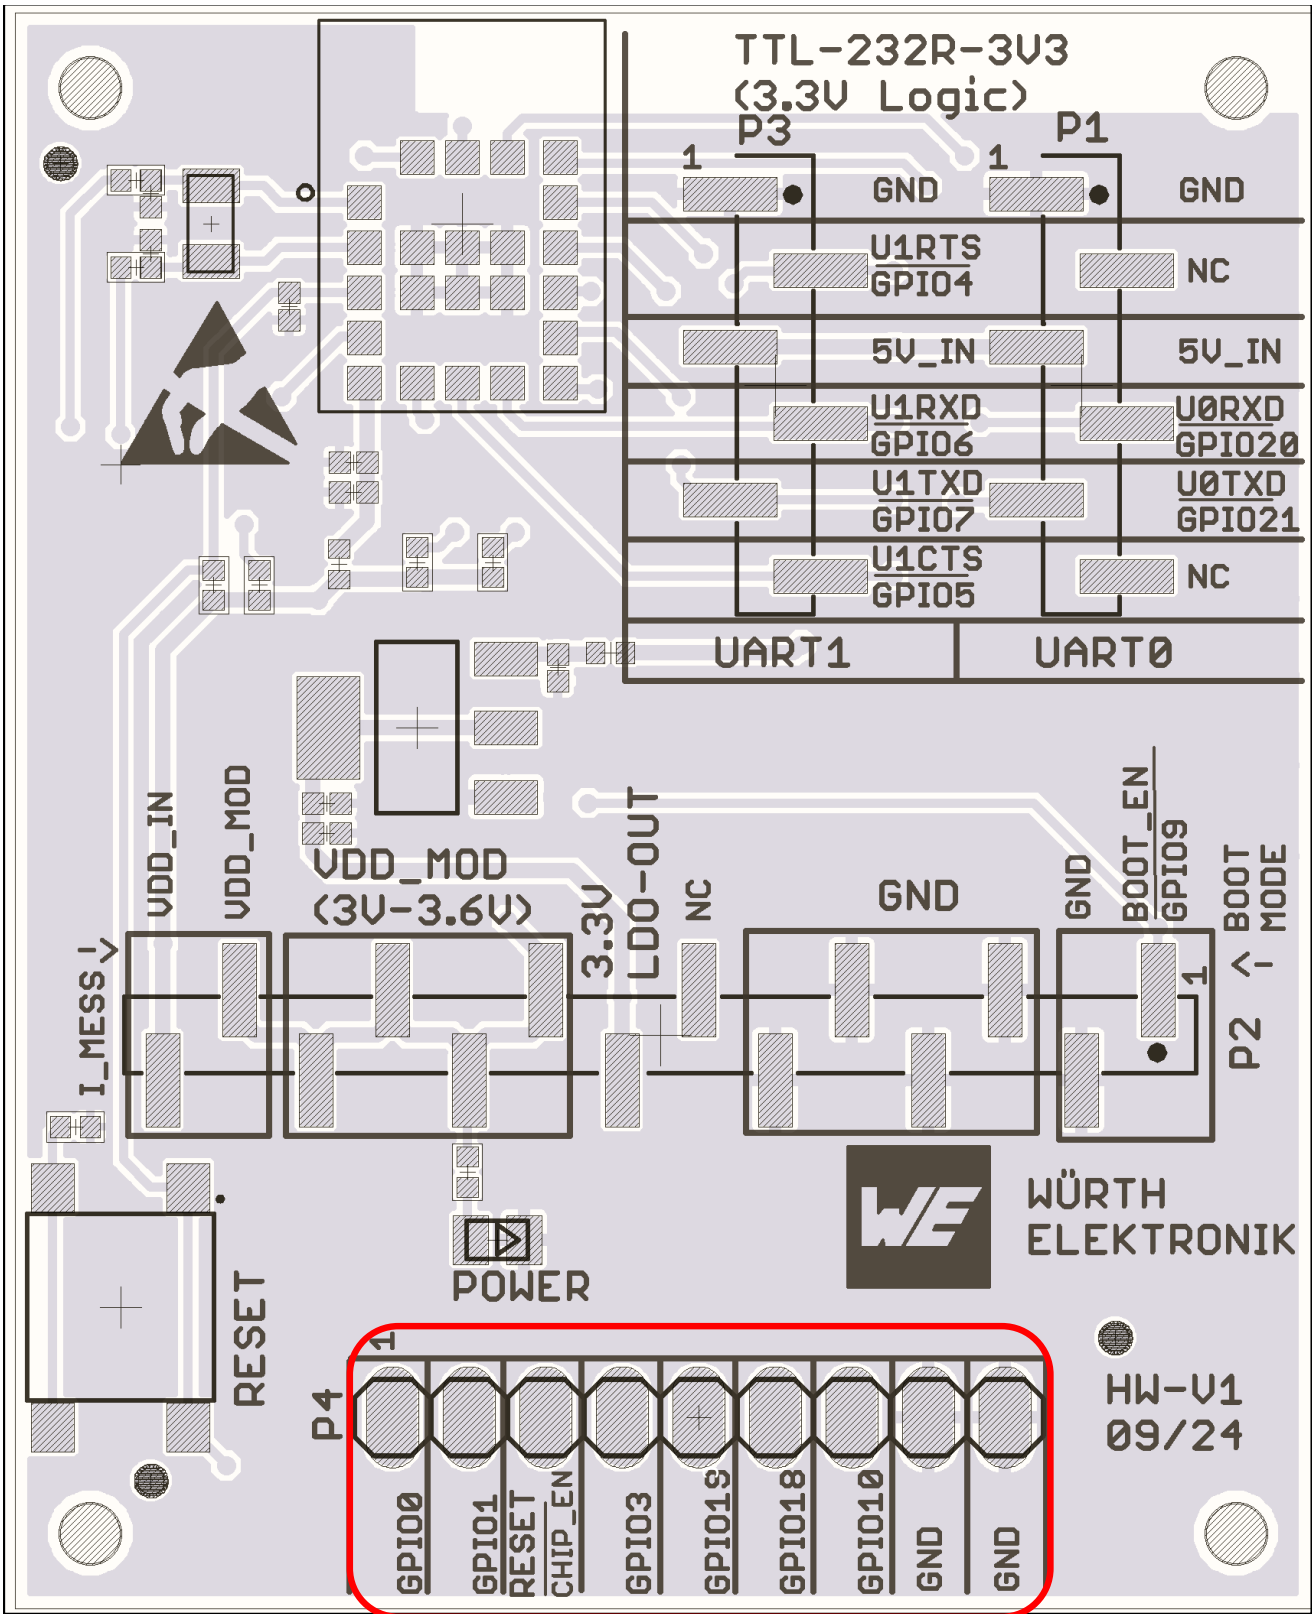 TTL-232R-3V3
(3.3V Logic)
P3
P1
1
1
GND
GND
U1RTS
GPIO4
NC
5V_IN
5V_IN
U1RXD
GPIO6
U0RXD
GPIO20
U1TXD
GPIO7
U0TXD
GPIO21
U1CTS
GPIO5
NC
UART1
UART0
VDD_IN
VDD_MOD
VDD_MOD
(3V-3.6V)
3.3V
LDO-OUT
NC
GND
GND
BOOT_EN
GPIO9
BOOT
MODE
<-
I_MESS ->
1
P2
WE
WÜRTH
ELEKTRONIK
POWER
RESET
1
P4
HW-V1
09/24
GPIO0
GPIO1
RESET
CHIP_EN
GPIO3
GPIO19
GPIO18
GPIO10
GND
GND